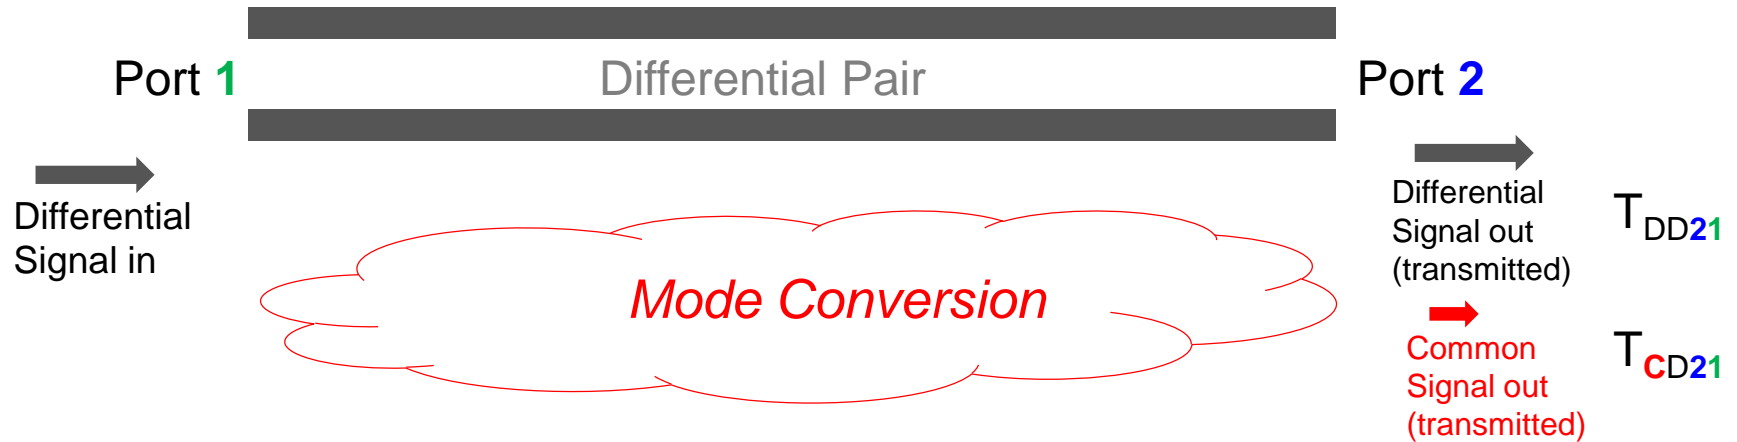 Port 1
Differential Pair
Port 2
Differential
Signal in
Mode Conversion
Differential
Signal out
(transmitted)
TDD21
Common
Signal out
(transmitted)
TCD21